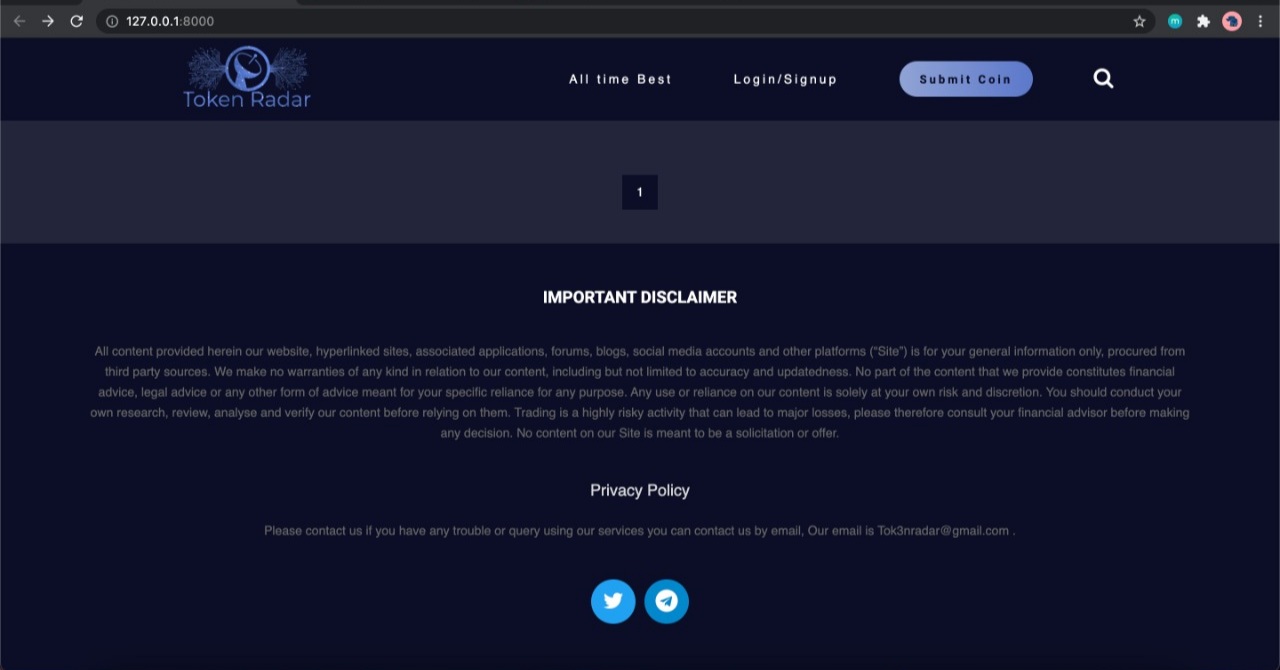 127.0.0.1:8000
m
Token Radar
All time Best
Login/Signup
Submit Coin
1
IMPORTANT DISCLAIMER
All content provided herein our website, hyperlinked sites, associated applications, forums, blogs, social media accounts and other platforms (“Site”) is for your general information only, procured from
third party sources. We make no warranties of any kind in relation to our content, including but not limited to accuracy and updatedness. No part of the content that we provide constitutes financial
advice, legal advice or any other form of advice meant for your specific reliance for any purpose. Any use or reliance on our content is solely at your own risk and discretion. You should conduct your
own research, review, analyse and verify our content before relying on them. Trading is a highly risky activity that can lead to major losses, please therefore consult your financial advisor before making
any decision. No content on our Site is meant to be a solicitation or offer.
Privacy Policy
Please contact us if you have any trouble or query using our services you can contact us by email, Our email is Tok3nradar@gmail.com .